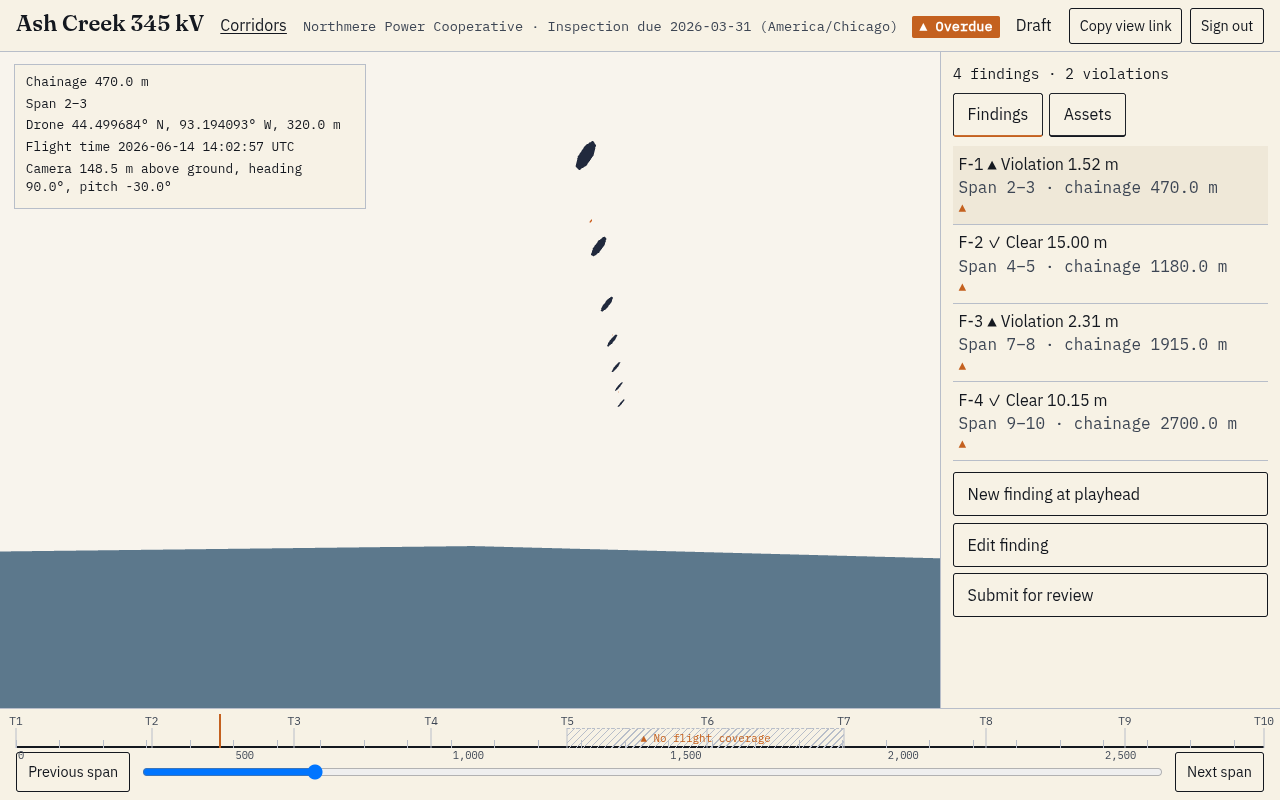 Ash Creek 345 kV Corridors Northmere Power Cooperative · Inspection due 2026-03-31 (America/Chicago) ▲ Overdue Draft Copy view link Sign out
Chainage 470.0 m
Span 2–3
Drone 44.499684° N, 93.194093° W, 320.0 m
Flight time 2026-06-14 14:02:57 UTC
Camera 148.5 m above ground, heading
90.0°, pitch -30.0°
4 findings · 2 violations
Findings Assets
F-1 ▲ Violation 1.52 m
Span 2–3 · chainage 470.0 m
▲
F-2 ✓ Clear 15.00 m
Span 4–5 · chainage 1180.0 m
▲
F-3 ▲ Violation 2.31 m
Span 7–8 · chainage 1915.0 m
▲
F-4 ✓ Clear 10.15 m
Span 9–10 · chainage 2700.0 m
▲
New finding at playhead
Edit finding
Submit for review
T1 T2 T3 T4 T5 T6 T7 T8 T9 T10
▲ No flight coverage
0 500 1,000 1,500 2,000 2,500
Previous span Next span